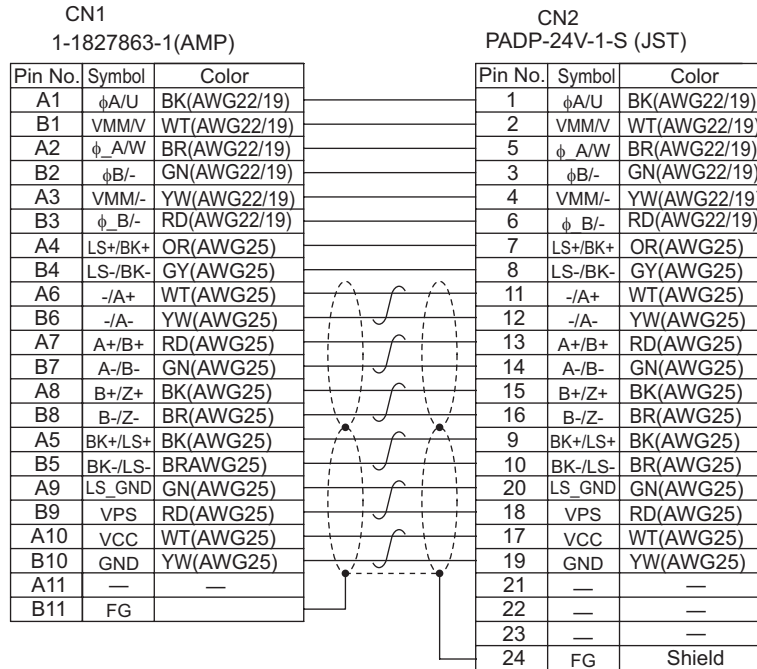 CN1
1-1827863-1(AMP)
Pin No. Symbol Color
A1 ϕA/U BK(AWG22/19)
B1 VMM/V WT(AWG22/19)
A2 ϕ_A/W BR(AWG22/19)
B2 ϕB/- GN(AWG22/19)
A3 VMM/- YW(AWG22/19)
B3 ϕ_B/- RD(AWG22/19)
A4 LS+/BK+ OR(AWG25)
B4 LS-/BK- GY(AWG25)
A6 -/A+ WT(AWG25)
B6 -/A- YW(AWG25)
A7 A+/B+ RD(AWG25)
B7 A-/B- GN(AWG25)
A8 B+/Z+ BK(AWG25)
B8 B-/Z- BR(AWG25)
A5 BK+/LS+ BK(AWG25)
B5 BK-/LS- BRAWG25)
A9 LS_GND GN(AWG25)
B9 VPS RD(AWG25)
A10 VCC WT(AWG25)
B10 GND YW(AWG25)
A11 — —
B11 FG
CN2
PADP-24V-1-S (JST)
Pin No. Symbol Color
1 ϕA/U BK(AWG22/19)
2 VMM/V WT(AWG22/19)
5 ϕ_A/W BR(AWG22/19)
3 ϕB/- GN(AWG22/19)
4 VMM/- YW(AWG22/19
6 ϕ_B/- RD(AWG22/19)
7 LS+/BK+ OR(AWG25)
8 LS-/BK- GY(AWG25)
11 -/A+ WT(AWG25)
12 -/A- YW(AWG25)
13 A+/B+ RD(AWG25)
14 A-/B- GN(AWG25)
15 B+/Z+ BK(AWG25)
16 B-/Z- BR(AWG25)
9 BK+/LS+ BK(AWG25)
10 BK-/LS- BR(AWG25)
20 LS_GND GN(AWG25)
18 VPS RD(AWG25)
17 VCC WT(AWG25)
19 GND YW(AWG25)
21 — —
22 — —
23 — —
24 FG Shield